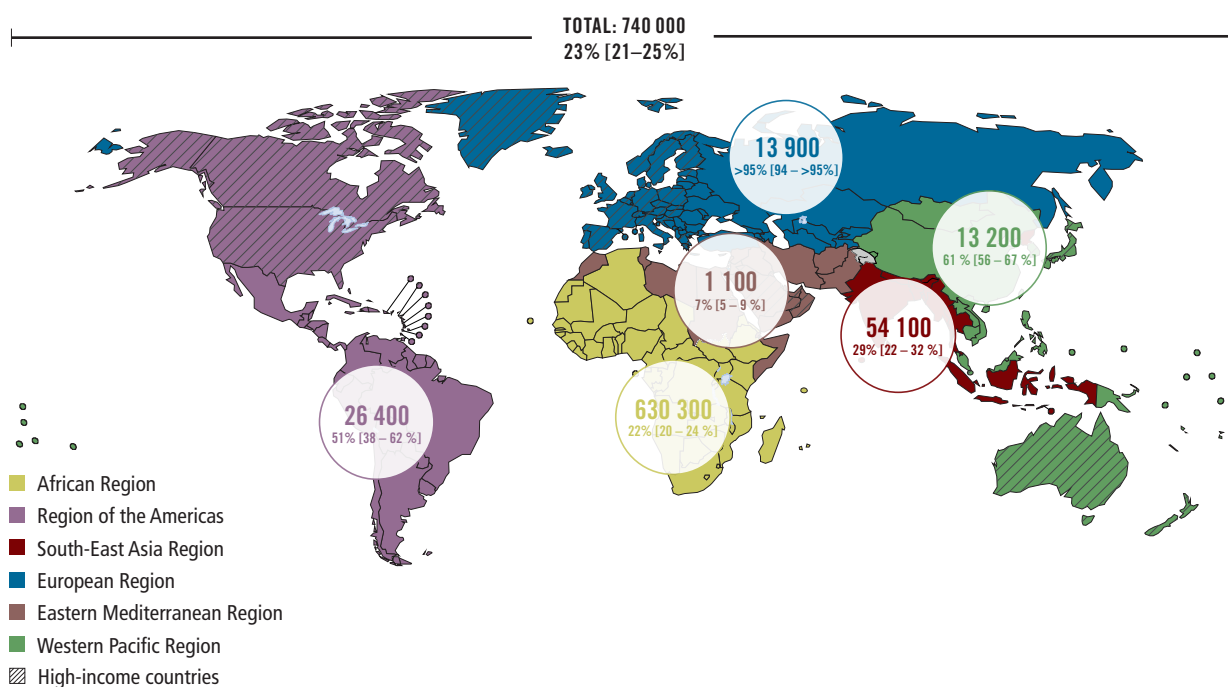 TOTAL: 740 000
23% [21–25%]
13 900
>95% [94 – >95%]
13 200
61 % [56 – 67 %]
1 100
7% [5 – 9 %]
54 100
29% [22 – 32 %]
26 400
51% [38 – 62 %]
630 300
22% [20 – 24 %]
African Region
Region of the Americas
South-East Asia Region
European Region
Eastern Mediterranean Region
Western Pacific Region
High-income countries